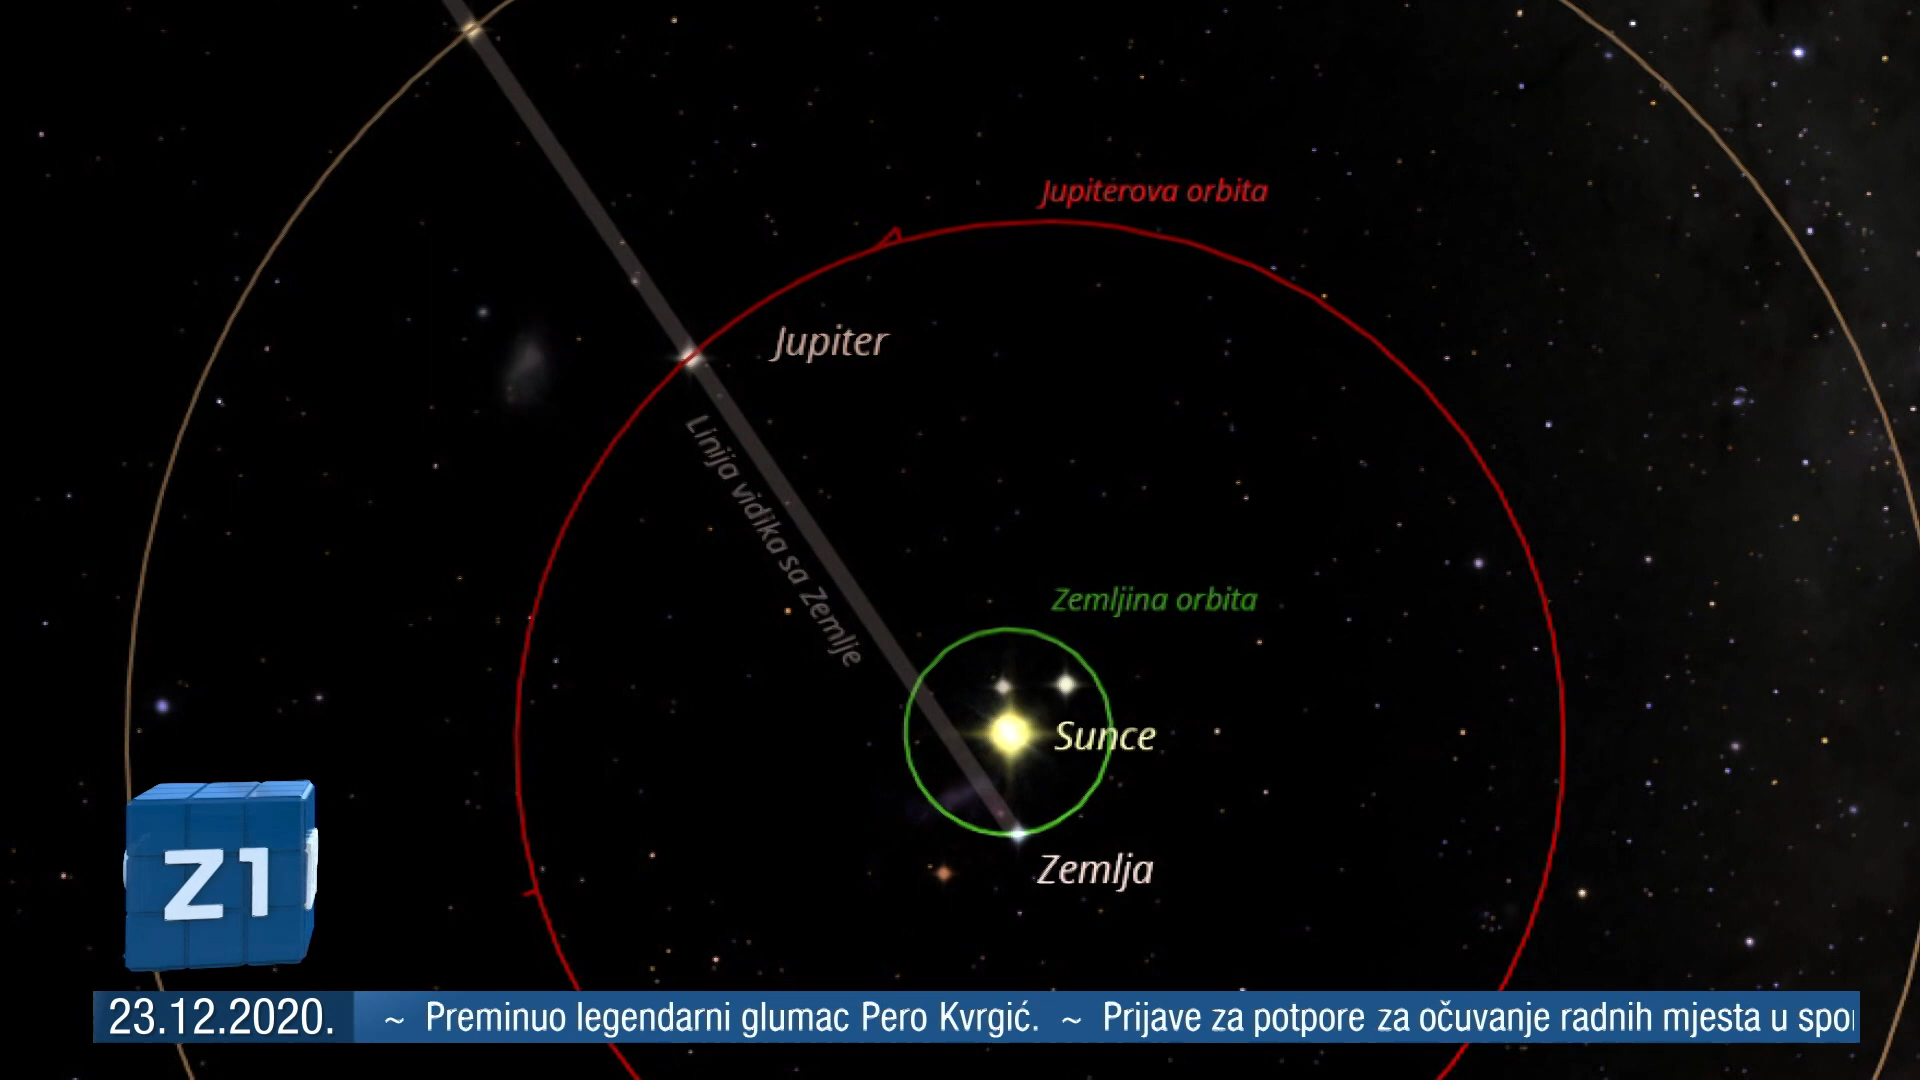 Jupiterova orbita
Jupiter
Linija vidika sa Zemlje
Zemljina orbita
Sunce
Zemlja
Z1
23.12.2020. ~ Preminuo legendarni glumac Pero Kvrgić. ~ Prijave za potpore za očuvanje radnih mjesta u spor